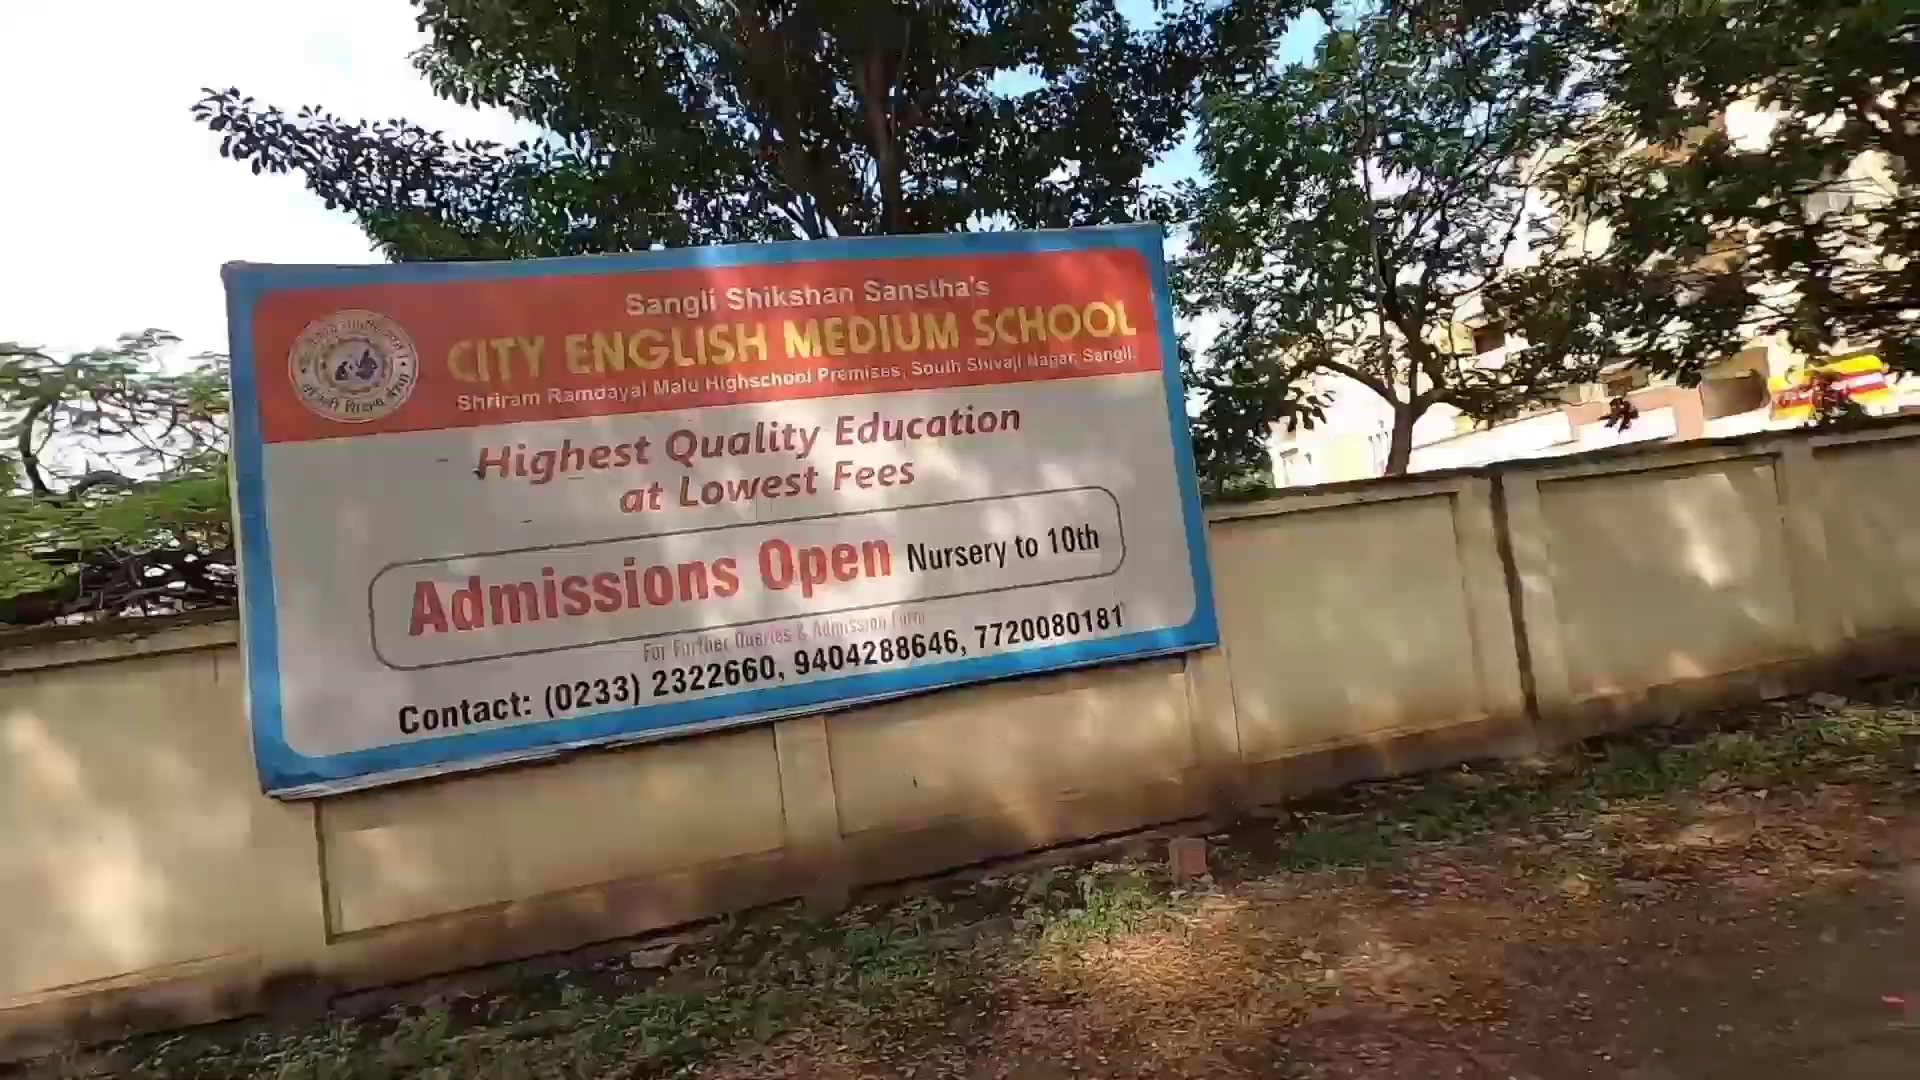 Sangli Shikshan Sanstha's
CITY ENGLISH MEDIUM SCHOOL
Shriram Ramdayal Malu Highschool Premises, South Shivaji Nagar, Sangli.
Highest Quality Education
at Lowest Fees
Admissions Open Nursery to 10th
For Further Queries & Admission Form
Contact: (0233) 2322660, 9404288646, 7720080181